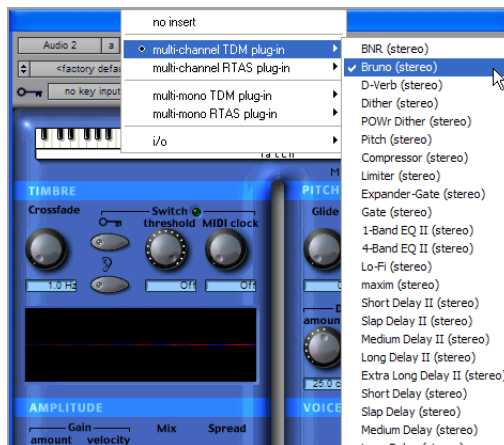 no insert
Audio 2 a
multi-channel TDM plug-in
multi-channel RTAS plug-in
multi-mono TDM plug-in
multi-mono RTAS plug-in
i/o
<factory
no key input
BNR (stereo)
Bruno (stereo)
D-Verb (stereo)
Dither (stereo)
POWr Dither (stereo)
Pitch (stereo)
Compressor (stereo)
Limiter (stereo)
Expander-Gate (stereo)
Gate (stereo)
1-Band EQ II (stereo)
4-Band EQ II (stereo)
Lo-Fi (stereo)
maxim (stereo)
Short Delay II (stereo)
Slap Delay II (stereo)
Medium Delay II (stereo)
Long Delay II (stereo)
Extra Long Delay II (stereo)
Short Delay (stereo)
Slap Delay (stereo)
Medium Delay (stereo)
TIMBRE
Crossfade
Switch
threshold MIDI clock
1.0 Hz Off Off
PITCH
Glide
25.0
AMPLITUDE
Gain Mix Spread
amount velocity